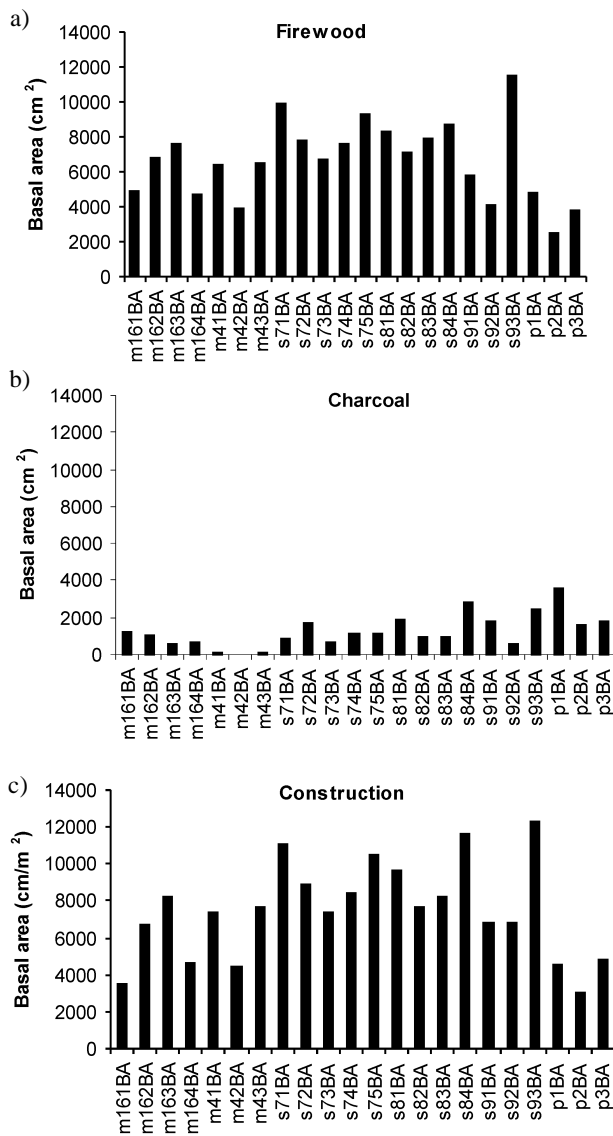 a)
Firewood
Basal area (cm ²)
14000
12000
10000
8000
6000
4000
2000
0
m161BA m162BA m163BA m164BA m41BA m42BA m43BA s71BA s72BA s73BA s74BA s75BA s81BA s82BA s83BA s84BA s91BA s92BA s93BA p1BA p2BA p3BA
b)
Charcoal
Basal area (cm ²)
14000
12000
10000
8000
6000
4000
2000
0
m161BA m162BA m163BA m164BA m41BA m42BA m43BA s71BA s72BA s73BA s74BA s75BA s81BA s82BA s83BA s84BA s91BA s92BA s93BA p1BA p2BA p3BA
c)
Construction
Basal area (cm/m ²)
14000
12000
10000
8000
6000
4000
2000
0
m161BA m162BA m163BA m164BA m41BA m42BA m43BA s71BA s72BA s73BA s74BA s75BA s81BA s82BA s83BA s84BA s91BA s92BA s93BA p1BA p2BA p3BA